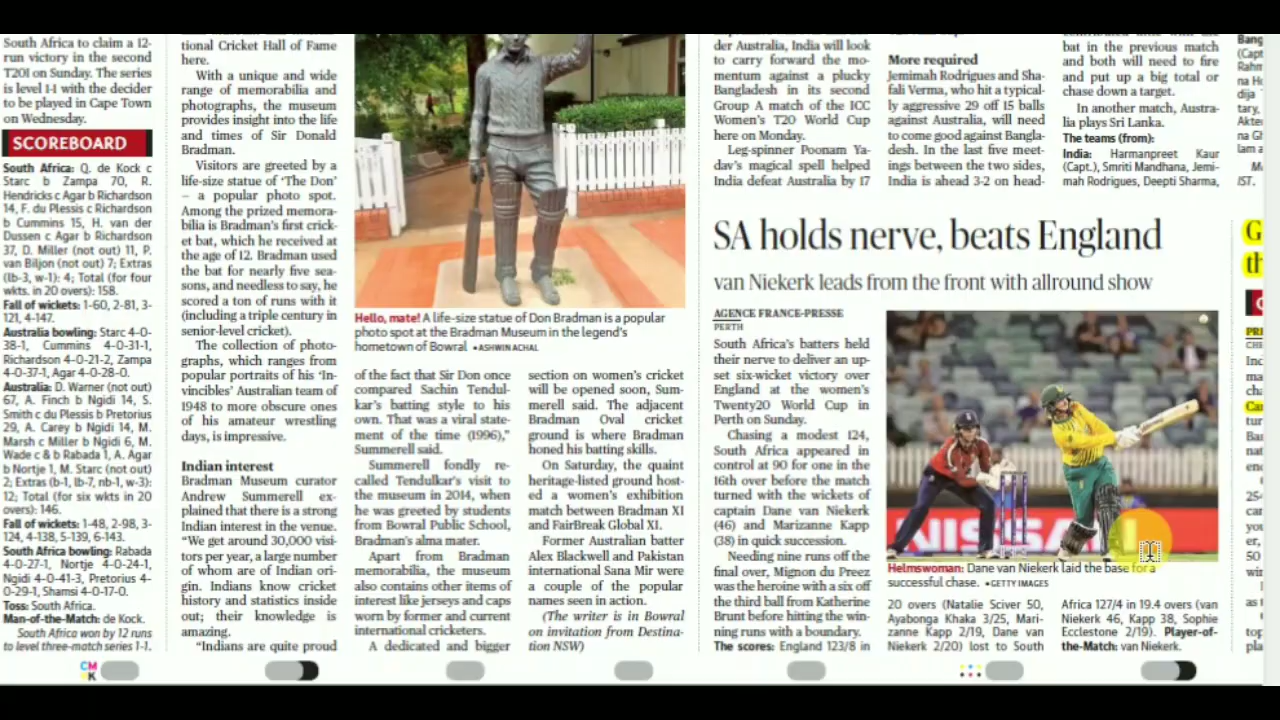 South Africa to claim a 12-
run victory in the second
T20I on Sunday. The series
is level 1-1 with the decider
to be played in Cape Town
on Wednesday.
SCOREBOARD
South Africa: Q. de Kock c
Starc b Zampa 70, R.
Hendricks c Agar b Richardson
14, F. du Plessis c Richardson
b Cummins 15, H. van der
Dussen c Agar b Richardson
37, D. Miller (not out) 11, P.
van Biljon (not out) 7; Extras
(lb-3, w-1): 4; Total (for four
wkts. in 20 overs): 158.
Fall of wickets: 1-60, 2-81, 3-
121, 4-147.
Australia bowling: Starc 4-0-
38-1, Cummins 4-0-31-1,
Richardson 4-0-21-2, Zampa
4-0-37-1, Agar 4-0-28-0.
Australia: D. Warner (not out)
67, A. Finch b Ngidi 14, S.
Smith c du Plessis b Pretorius
29, A. Carey b Ngidi 14, M.
Marsh c Miller b Ngidi 6, M.
Wade c & b Rabada 1, A. Agar
b Nortje 1, M. Starc (not out)
2; Extras (b-1, lb-7, nb-1, w-3):
12; Total (for six wkts. in 20
overs): 146.
Fall of wickets: 1-48, 2-98, 3-
124, 4-138, 5-139, 6-143.
South Africa bowling: Rabada
4-0-27-1, Nortje 4-0-24-1,
Ngidi 4-0-41-3, Pretorius 4-
0-29-1, Shamsi 4-0-17-0.
Toss: South Africa.
Man-of-the-Match: de Kock.
South Africa won by 12 runs
to level three-match series 1-1.
tional Cricket Hall of Fame
here.
With a unique and wide
range of memorabilia and
photographs, the museum
provides insight into the life
and times of Sir Donald
Bradman.
Visitors are greeted by a
life-size statue of ‘The Don’
– a popular photo spot.
Among the prized memora-
bilia is Bradman’s first crick-
et bat, which he received at
the age of 12. Bradman used
the bat for nearly five sea-
sons, and needless to say, he
scored a ton of runs with it
(including a triple century in
senior-level cricket).
The collection of photo-
graphs, which ranges from
popular portraits of his ‘In-
vincibles’ Australian team of
1948 to more obscure ones
of his amateur wrestling
days, is impressive.
Indian interest
Bradman Museum curator
Andrew Summerell ex-
plained that there is a strong
Indian interest in the venue.
“We get around 30,000 visi-
tors per year, a large number
of whom are of Indian ori-
gin. Indians know cricket
history and statistics inside
out; their knowledge is
amazing.
“Indians are quite proud
Hello, mate! A life-size statue of Don Bradman is a popular
photo spot at the Bradman Museum in the legend's
hometown of Bowral •ASHWIN ACHAL
of the fact that Sir Don once
compared Sachin Tendul-
kar’s batting style to his
own. That was a viral state-
ment of the time (1996),”
Summerell said.
Summerell fondly re-
called Tendulkar’s visit to
the museum in 2014, when
he was greeted by students
from Bowral Public School,
Bradman’s alma mater.
Apart from Bradman
memorabilia, the museum
also contains other items of
interest like jerseys and caps
worn by former and current
international cricketers.
A dedicated and bigger
section on women’s cricket
will be opened soon, Sum-
merell said. The adjacent
Bradman Oval cricket
ground is where Bradman
honed his batting skills.
On Saturday, the quaint
heritage-listed ground host-
ed a women’s exhibition
match between Bradman XI
and FairBreak Global XI.
Former Australian batter
Alex Blackwell and Pakistan
international Sana Mir were
a couple of the popular
names seen in action.
(The writer is in Bowral
on invitation from Destina-
tion NSW)
der Australia, India will look
to carry forward the mo-
mentum against a plucky
Bangladesh in its second
Group A match of the ICC
Women’s T20 World Cup
here on Monday.
Leg-spinner Poonam Ya-
dav’s magical spell helped
India defeat Australia by 17
More required
Jemimah Rodrigues and Sha-
fali Verma, who hit a typical-
ly aggressive 29 off 15 balls
against Australia, will need
to come good against Bangla-
desh. In the last five meet-
ings between the two sides,
India is ahead 3-2 on head-
bat in the previous match
and both will need to fire
and put up a big total or
chase down a target.
In another match, Austra-
lia plays Sri Lanka.
The teams (from):
India: Harmanpreet Kaur
(Capt.), Smriti Mandhana, Jemi-
mah Rodrigues, Deepti Sharma,
SA holds nerve, beats England
van Niekerk leads from the front with allround show
AGENCE FRANCE-PRESSE
PERTH
South Africa’s batters held
their nerve to deliver an up-
set six-wicket victory over
England at the women’s
Twenty20 World Cup in
Perth on Sunday.
Chasing a modest 124,
South Africa appeared in
control at 90 for one in the
16th over before the match
turned with the wickets of
captain Dane van Niekerk
(46) and Marizanne Kapp
(38) in quick succession.
Needing nine runs off the
final over, Mignon du Preez
was the heroine with a six off
the third ball from Katherine
Brunt before hitting the win-
ning runs with a boundary.
The scores: England 123/8 in
NISSAN
Helmswoman: Dane van Niekerk laid the base for a
successful chase. •GETTY IMAGES
20 overs (Natalie Sciver 50,
Ayabonga Khaka 3/25, Mari-
zanne Kapp 2/19, Dane van
Niekerk 2/20) lost to South
Africa 127/4 in 19.4 overs (van
Niekerk 46, Kapp 38, Sophie
Ecclestone 2/19). Player-of-
the-Match: van Niekerk.
IST.
CM
K